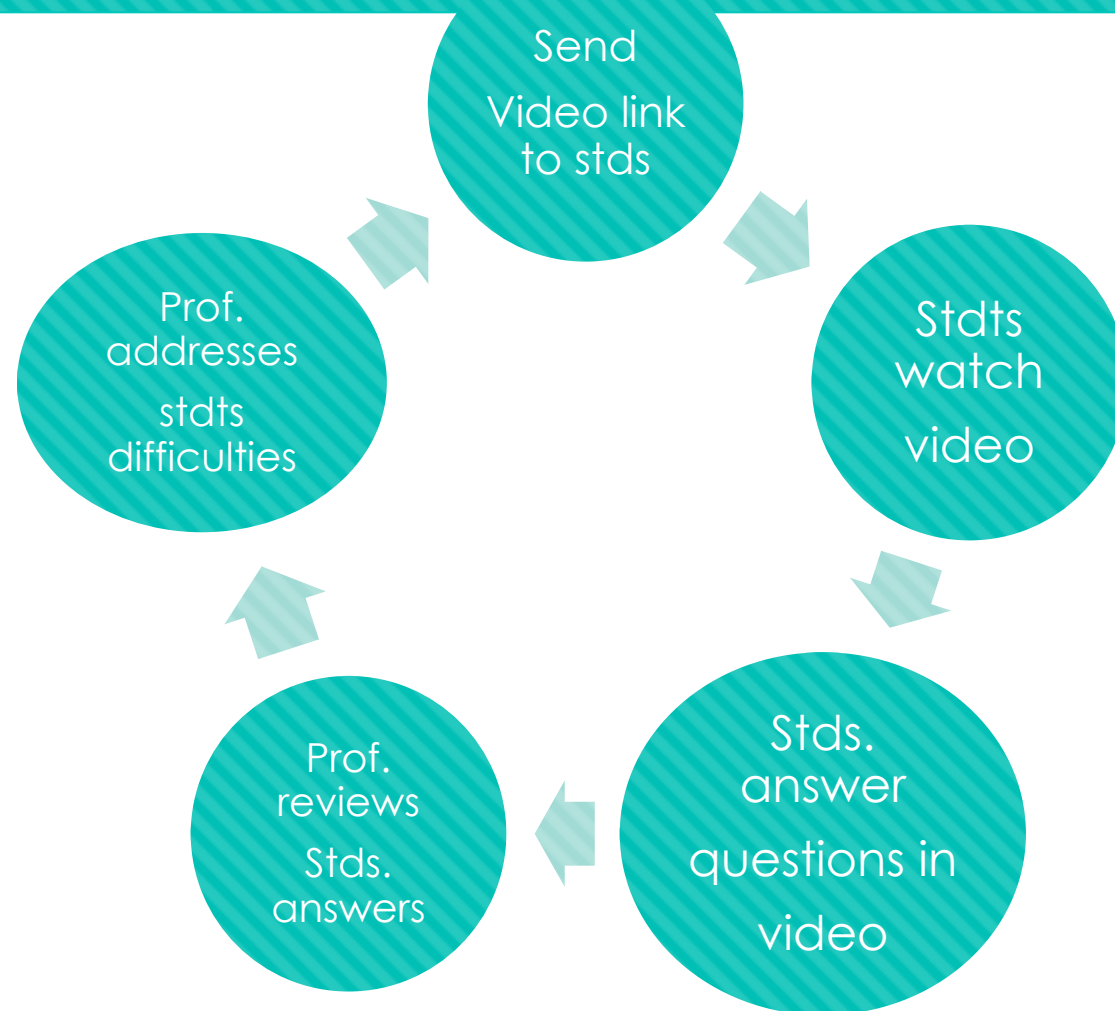 Send
Video link
to stds
Stdts
watch
video
Stds.
answer
questions in
video
Prof.
reviews
Stds.
answers
Prof.
addresses
stdts
difficulties